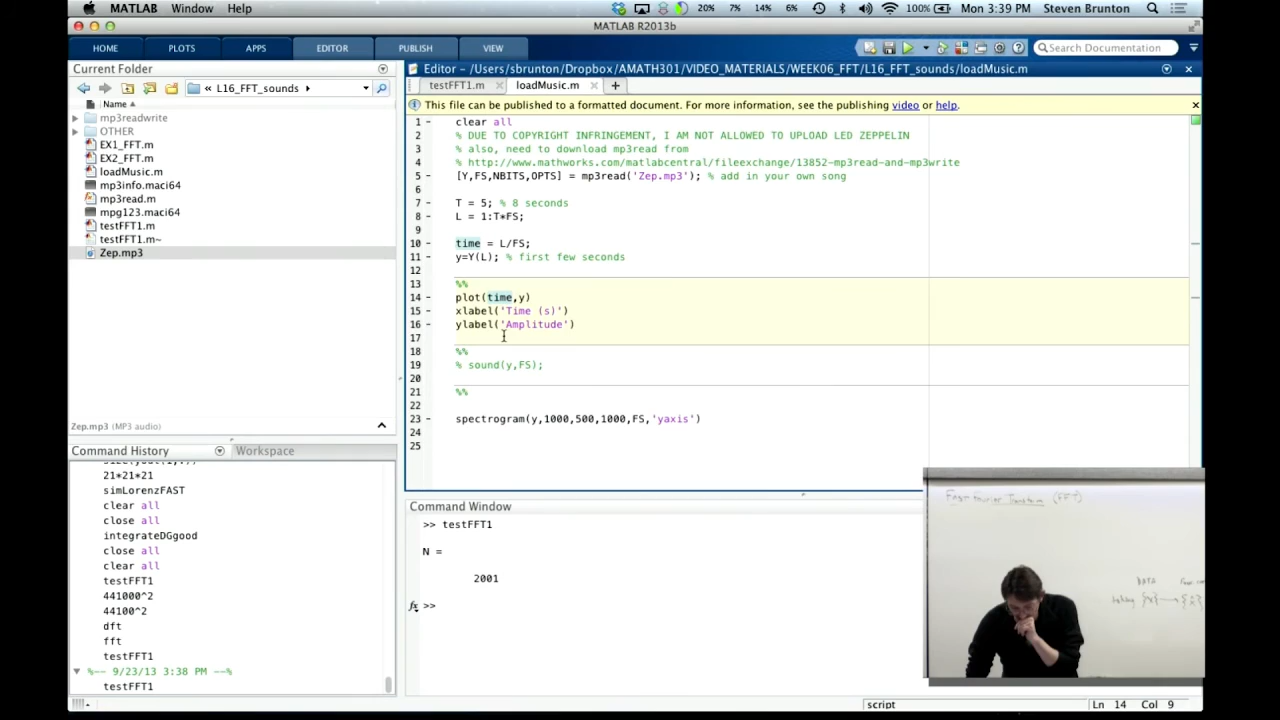 MATLAB Window Help 20% 7% 14% 6% 100% Mon 3:39 PM Steven Brunton
MATLAB R2013b
HOME PLOTS APPS EDITOR PUBLISH VIEW Search Documentation
Current Folder
« L16_FFT_sounds
Name
mp3readwrite
OTHER
EX1_FFT.m
EX2_FFT.m
loadMusic.m
mp3info.maci64
mp3read.m
mpg123.maci64
testFFT1.m
testFFT1.m~
Zep.mp3
Zep.mp3 (MP3 audio)
Command History Workspace
21*21*21
simLorenzFAST
clear all
close all
integrateDGgood
close all
clear all
testFFT1
441000^2
44100^2
dft
fft
testFFT1
%-- 9/23/13 3:38 PM --%
testFFT1
Editor - /Users/sbrunton/Dropbox/AMATH301/VIDEO_MATERIALS/WEEK06_FFT/L16_FFT_sounds/loadMusic.m
testFFT1.m loadMusic.m
This file can be published to a formatted document. For more information, see the publishing video or help.
1 clear all
2 % DUE TO COPYRIGHT INFRINGEMENT, I AM NOT ALLOWED TO UPLOAD LED ZEPPELIN
3 % also, need to download mp3read from
4 % http://www.mathworks.com/matlabcentral/fileexchange/13852-mp3read-and-mp3write
5 [Y,FS,NBITS,OPTS] = mp3read('Zep.mp3'); % add in your own song
6
7 T = 5; % 8 seconds
8 L = 1:T*FS;
9
10 time = L/FS;
11 y=Y(L); % first few seconds
12
13 %%
14 plot(time,y)
15 xlabel('Time (s)')
16 ylabel('Amplitude')
17
18 %%
19 % sound(y,FS);
20
21 %%
22
23 spectrogram(y,1000,500,1000,FS,'yaxis')
24
25
Command Window
>> testFFT1
N =
2001
fx >>
Fast Fourier Transform (FFT)
DATA
script Ln 14 Col 9